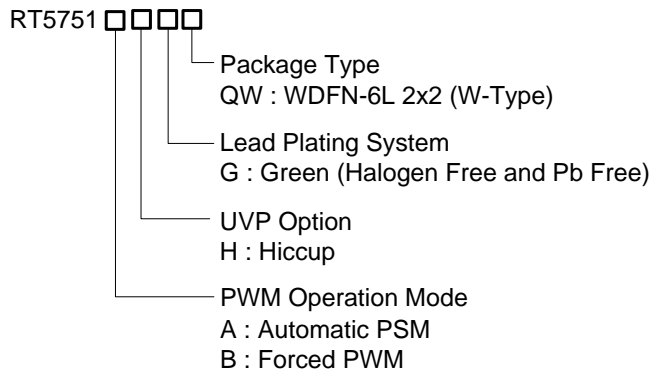 RT5751
Package Type
QW : WDFN-6L 2x2 (W-Type)
Lead Plating System
G : Green (Halogen Free and Pb Free)
UVP Option
H : Hiccup
PWM Operation Mode
A : Automatic PSM
B : Forced PWM